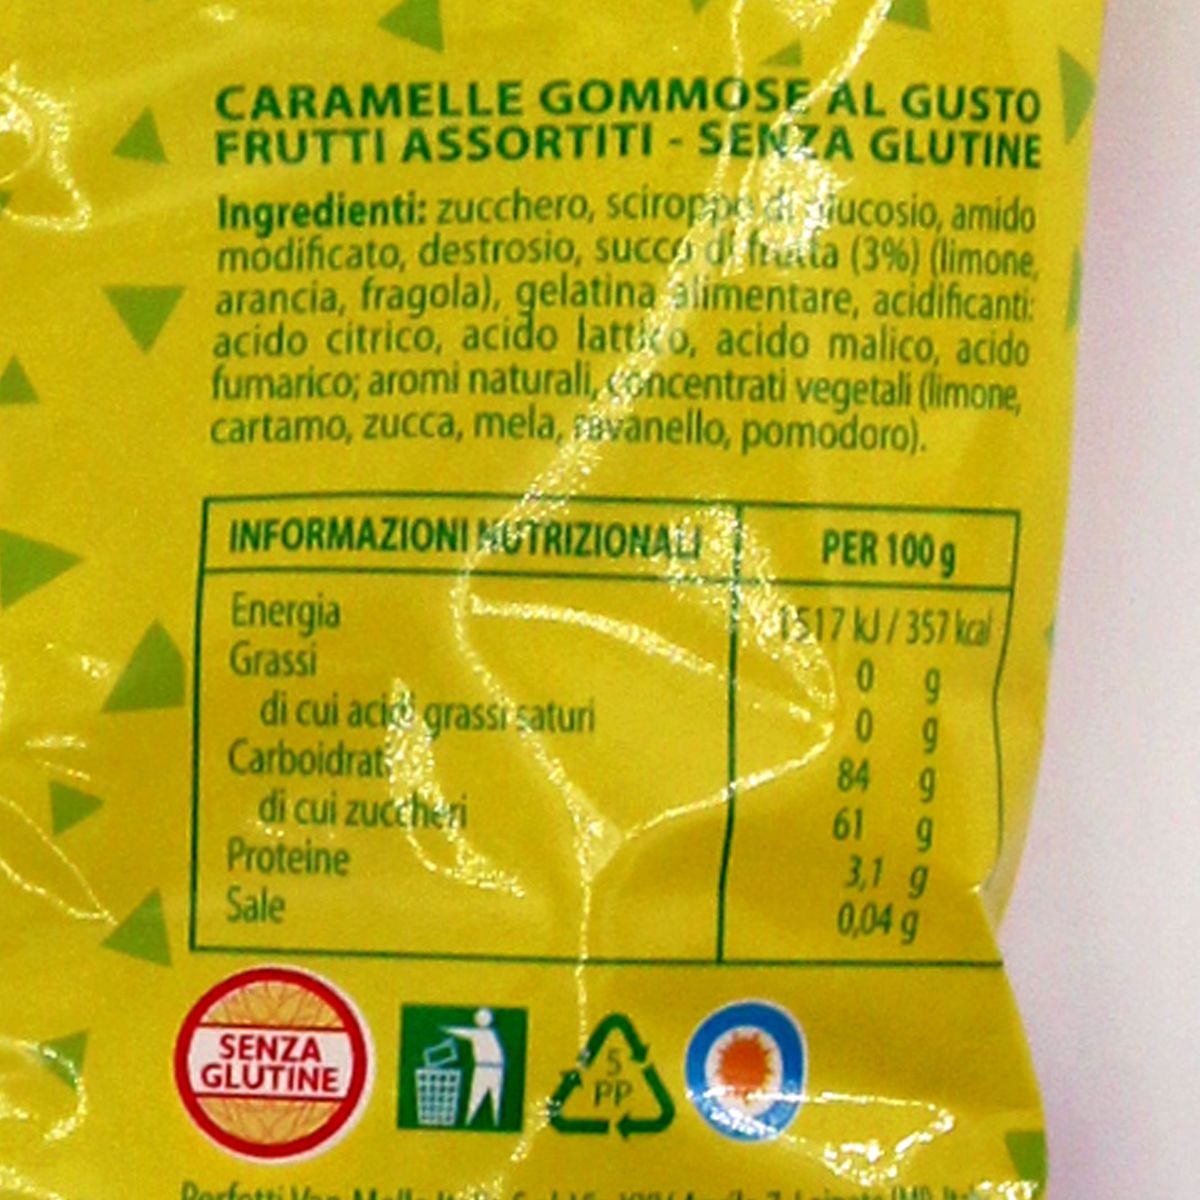 CARAMELLE GOMMOSE AL GUSTO
FRUTTI ASSORTITI - SENZA GLUTINE
Ingredienti: zucchero, sciroppo di glucosio, amido
modificato, destrosio, succo di frutta (3%) (limone,
arancia, fragola), gelatina alimentare, acidificanti:
acido citrico, acido lattico, acido malico, acido
fumarico; aromi naturali, concentrati vegetali (limone,
cartamo, zucca, mela, ravanello, pomodoro).
INFORMAZIONI NUTRIZIONALI PER 100 g
Energia 1517 kJ / 357 kcal
Grassi 0 g
di cui acidi grassi saturi 0 g
Carboidrati 84 g
di cui zuccheri 61 g
Proteine 3,1 g
Sale 0,04 g
SENZA
GLUTINE
5
PP
Perfetti Van Melle